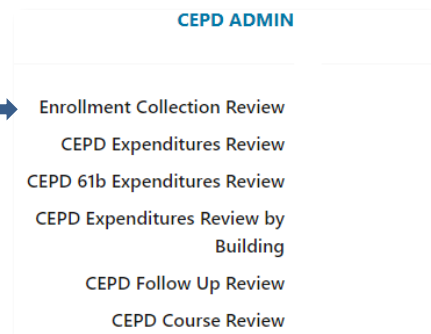 CEPD ADMIN
Enrollment Collection Review
CEPD Expenditures Review
CEPD 61b Expenditures Review
CEPD Expenditures Review by
Building
CEPD Follow Up Review
CEPD Course Review